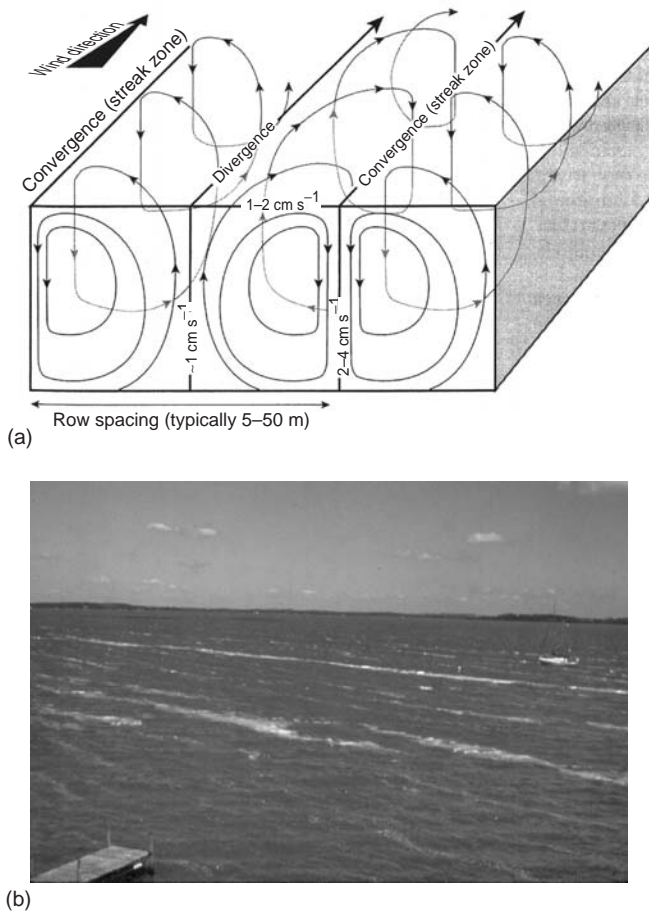 Wind direction
Convergence (streak zone)
Divergence
Convergence (streak zone)
1–2 cm s⁻¹
~1 cm s⁻¹
2–4 cm s⁻¹
Row spacing (typically 5–50 m)
(a)
(b)